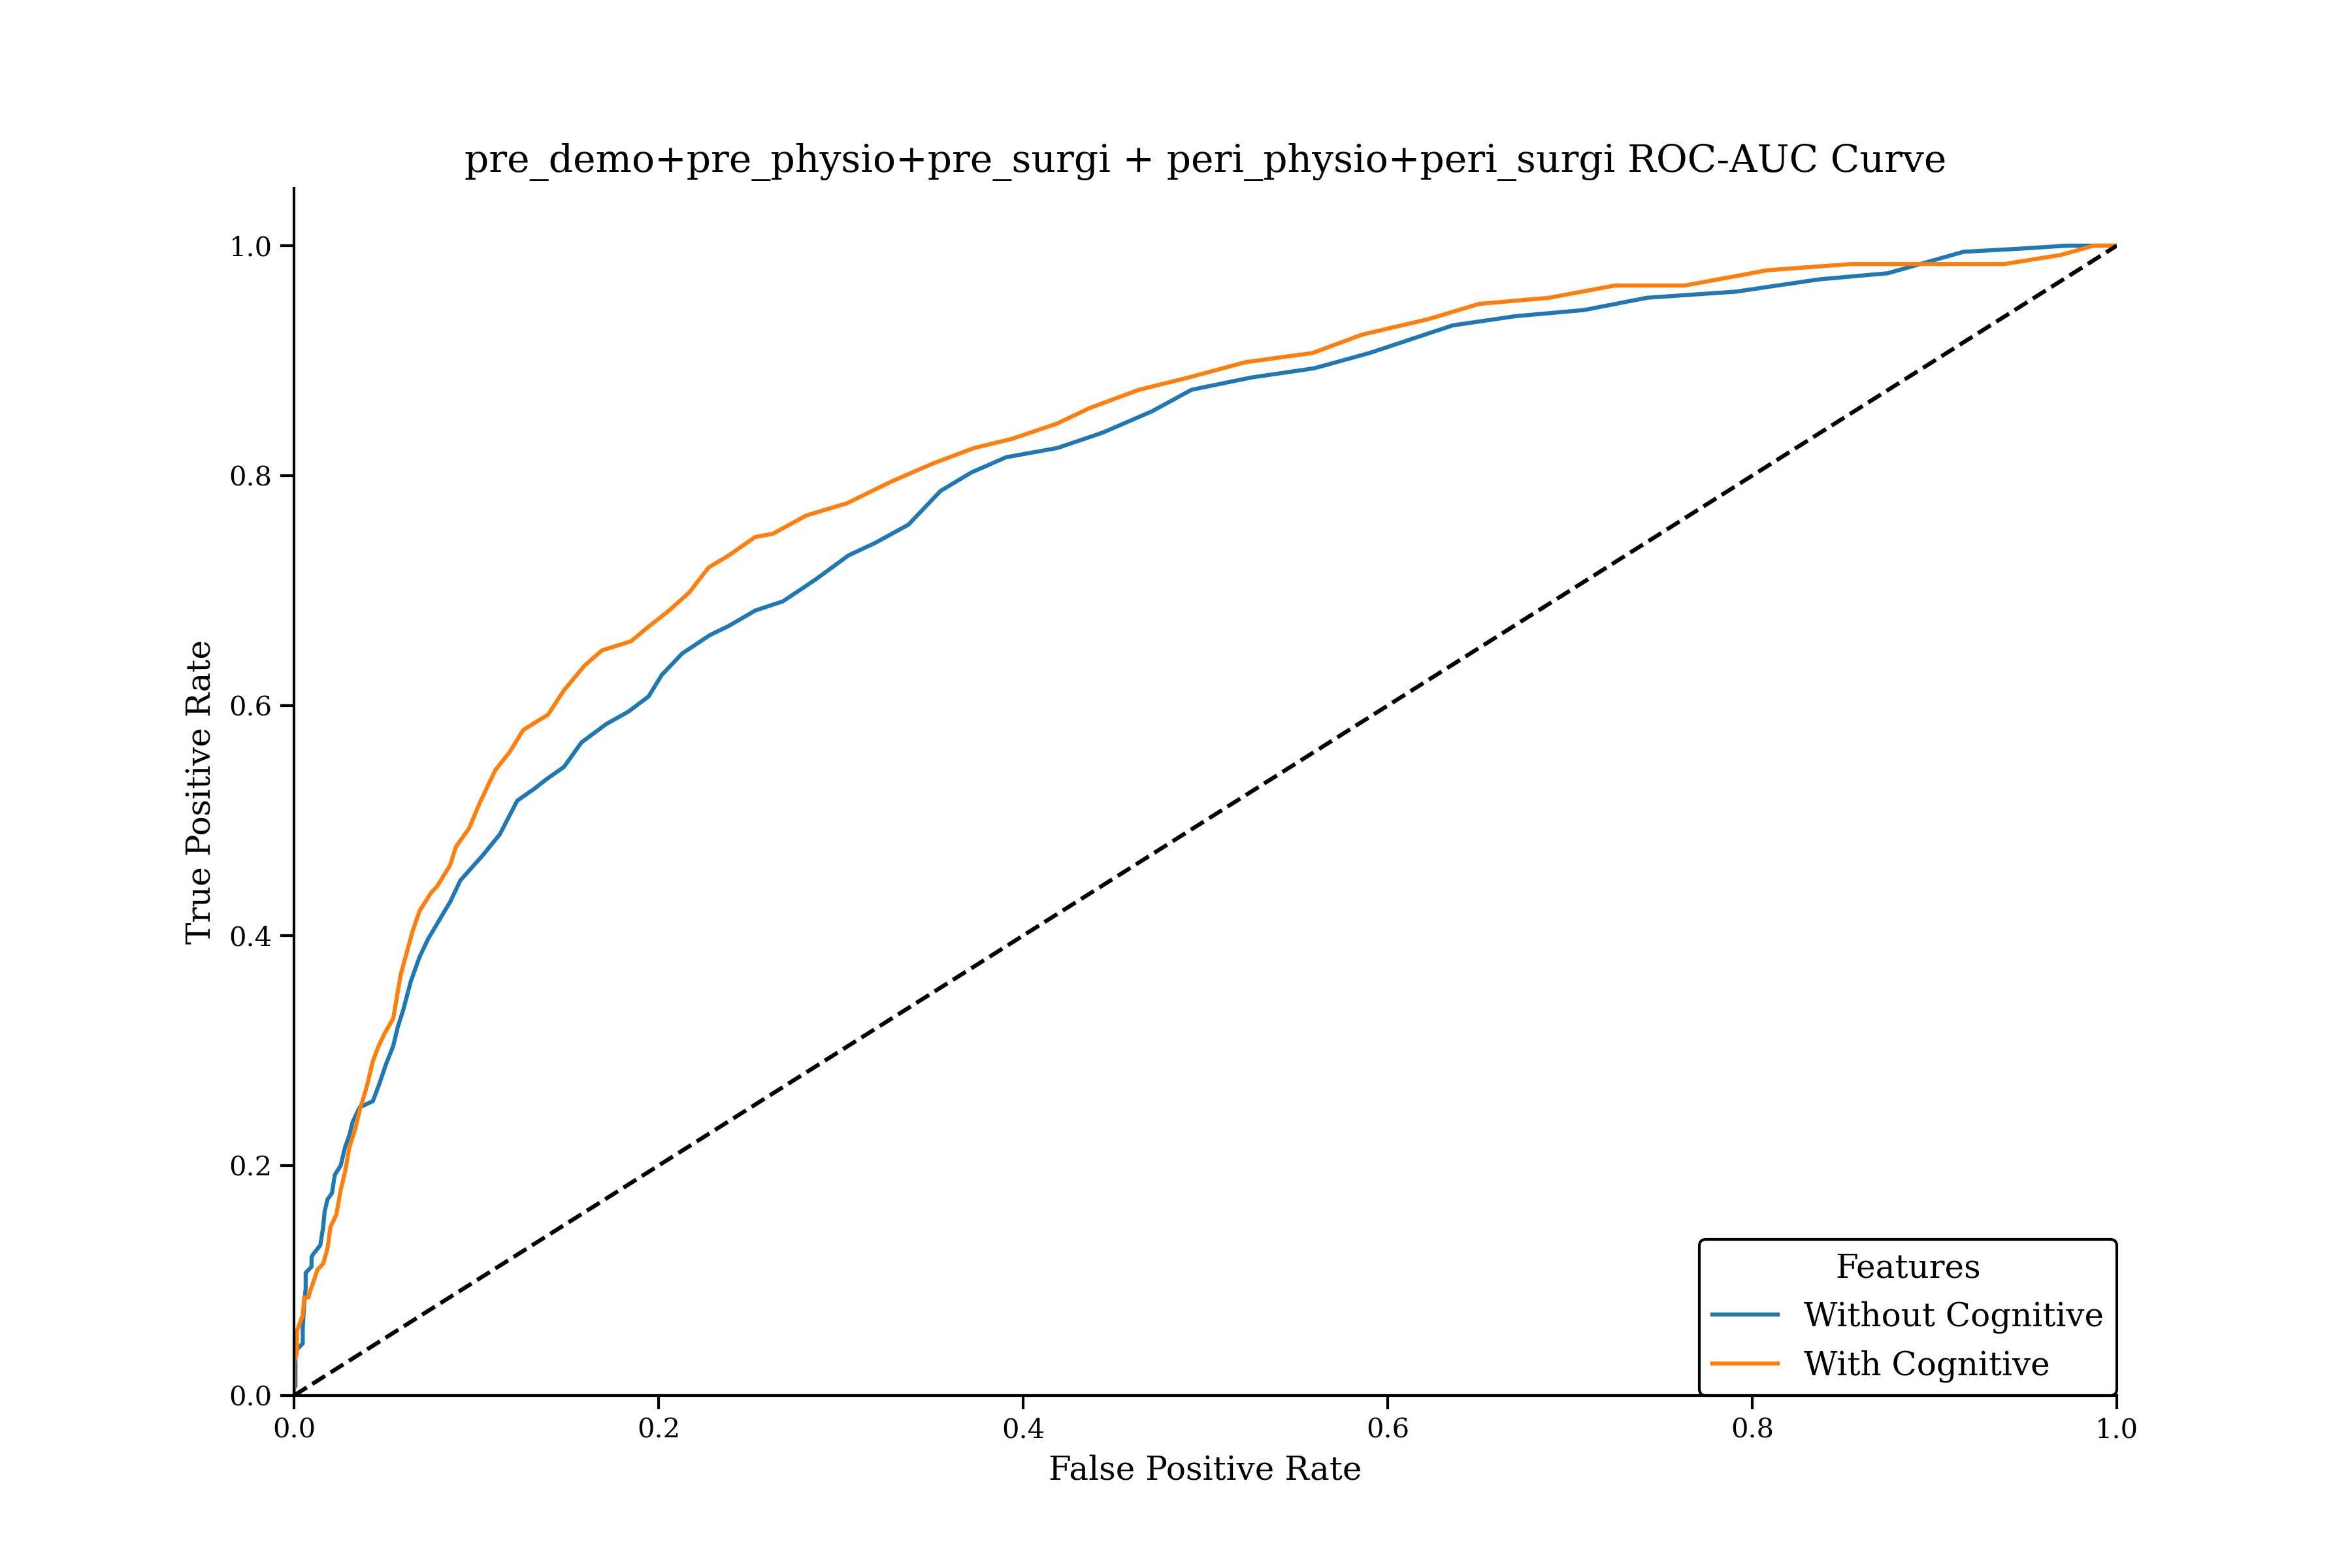 pre_demo+pre_physio+pre_surgi + peri_physio+peri_surgi ROC-AUC Curve
True Positive Rate
1.0
0.8
0.6
0.4
0.2
0.0
0.0 0.2 0.4 0.6 0.8 1.0
False Positive Rate
Features
Without Cognitive
With Cognitive